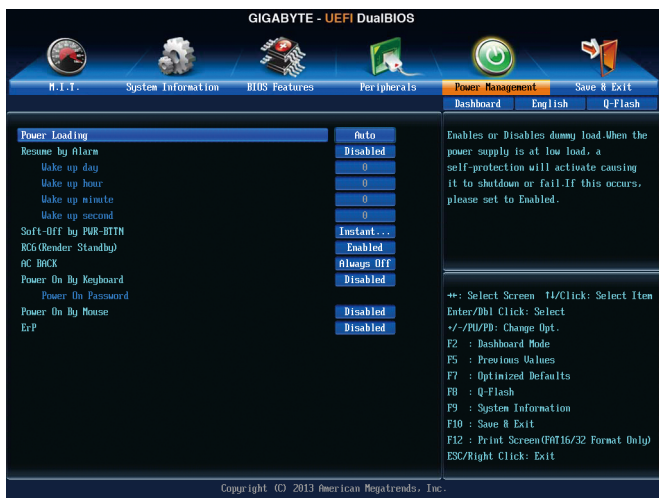 GIGABYTE - UEFI DualBIOS
M.I.T. System Information BIOS Features Peripherals Power Management Save & Exit
Dashboard English Q-Flash
Power Loading Auto
Resume by Alarm Disabled
Wake up day 0
Wake up hour 0
Wake up minute 0
Wake up second 0
Soft-Off by PWR-BTTN Instant...
RC6(Render Standby) Enabled
AC BACK Always Off
Power On By Keyboard Disabled
Power On Password
Power On By Mouse Disabled
ErP Disabled
Enables or Disables dummy load.When the
power supply is at low load, a
self-protection will activate causing
it to shutdown or fail.If this occurs,
please set to Enabled.
→←: Select Screen ↑↓/Click: Select Item
Enter/Dbl Click: Select
+/-/PU/PD: Change Opt.
F2 : Dashboard Mode
F5 : Previous Values
F7 : Optimized Defaults
F8 : Q-Flash
F9 : System Information
F10 : Save & Exit
F12 : Print Screen(FAT16/32 Format Only)
ESC/Right Click: Exit
Copyright (C) 2013 American Megatrends, Inc.